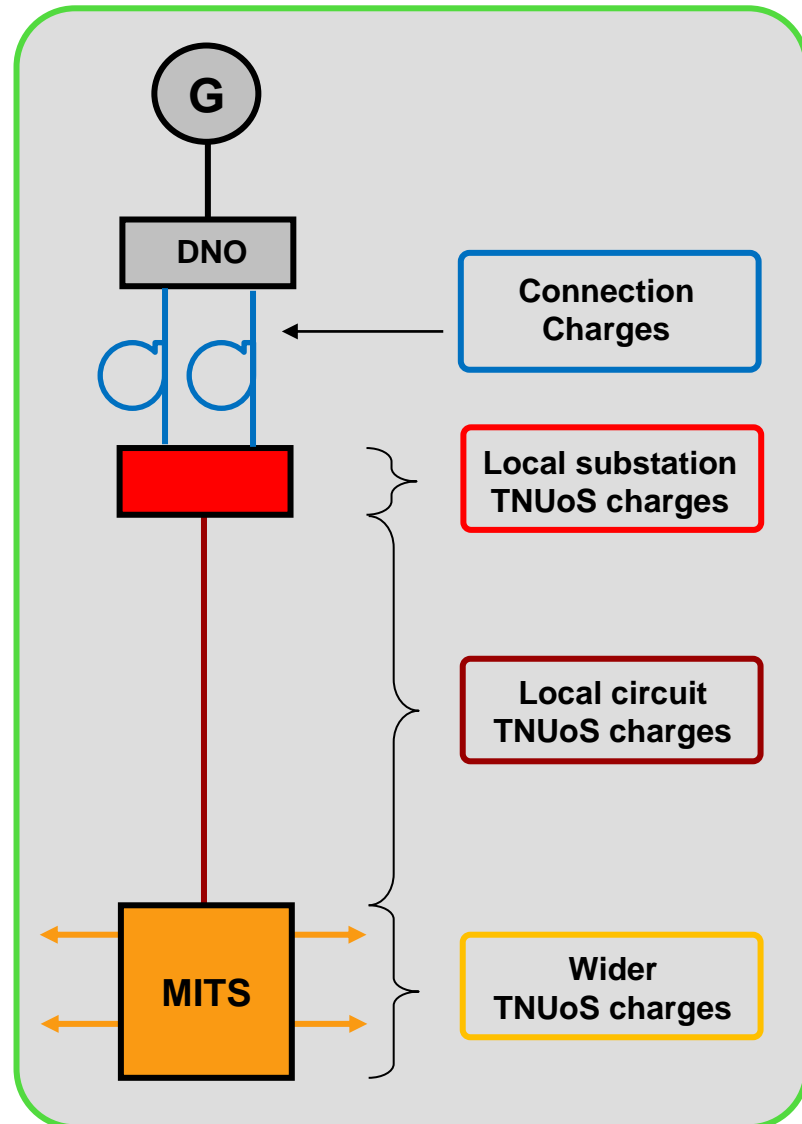 G
DNO
Connection
Charges
Local substation
TNUoS charges
Local circuit
TNUoS charges
MITS
Wider
TNUoS charges